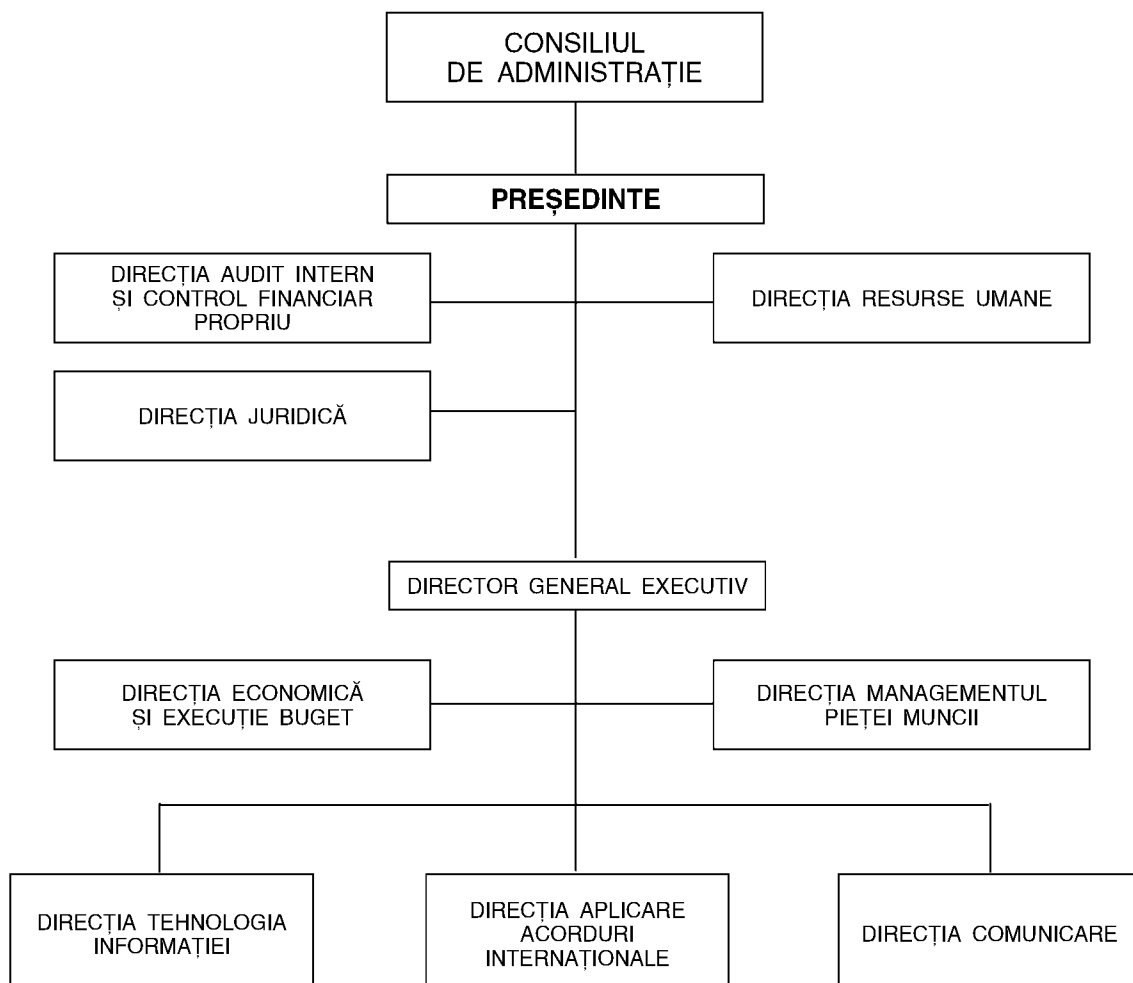 CONSILIUL
DE ADMINISTRAȚIE
PREȘEDINTE
DIRECȚIA AUDIT INTERN
ȘI CONTROL FINANCIAR
PROPRIU
DIRECȚIA RESURSE UMANE
DIRECȚIA JURIDICĂ
DIRECTOR GENERAL EXECUTIV
DIRECȚIA ECONOMICĂ
ȘI EXECUȚIE BUGET
DIRECȚIA MANAGEMENTUL
PIEȚEI MUNCII
DIRECȚIA TEHNOLOGIA
INFORMAȚIEI
DIRECȚIA APLICARE
ACORDURI
INTERNAȚIONALE
DIRECȚIA COMUNICARE